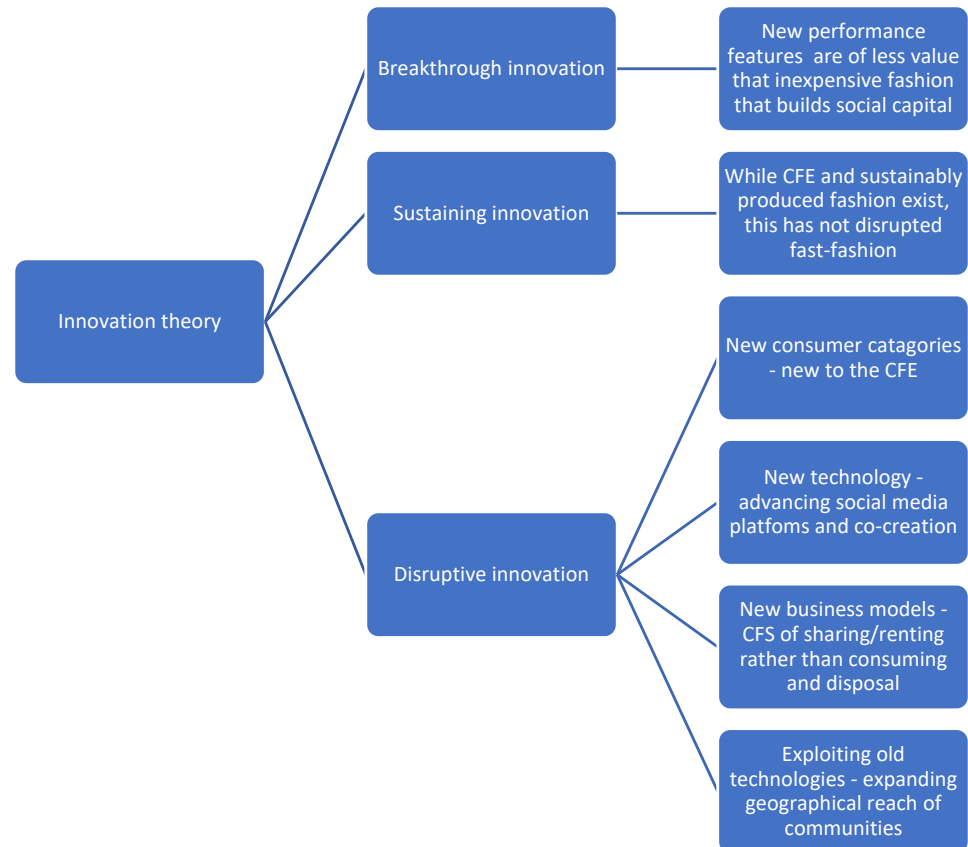 Innovation theory
Breakthrough innovation
New performance
features are of less value
that inexpensive fashion
that builds social capital
Sustaining innovation
While CFE and sustainably
produced fashion exist,
this has not disrupted
fast-fashion
Disruptive innovation
New consumer catagories
- new to the CFE
New technology -
advancing social media
platfoms and co-creation
New business models -
CFS of sharing/renting
rather than consuming
and disposal
Exploiting old
technologies - expanding
geographical reach of
communities